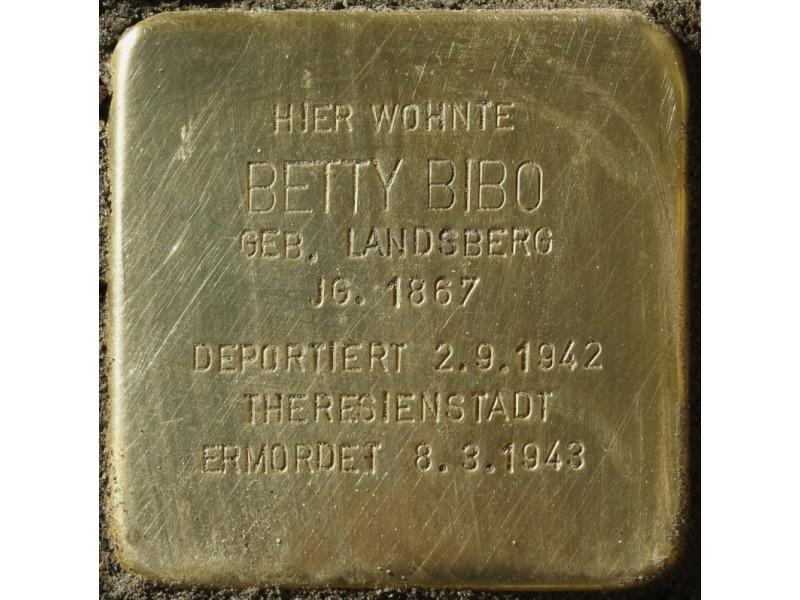 HIER WOHNTE
BETTY BIBO
GEB. LANDSBERG
JG. 1867
DEPORTIERT 2.9.1942
THERESIENSTADT
ERMORDET 8.3.1943